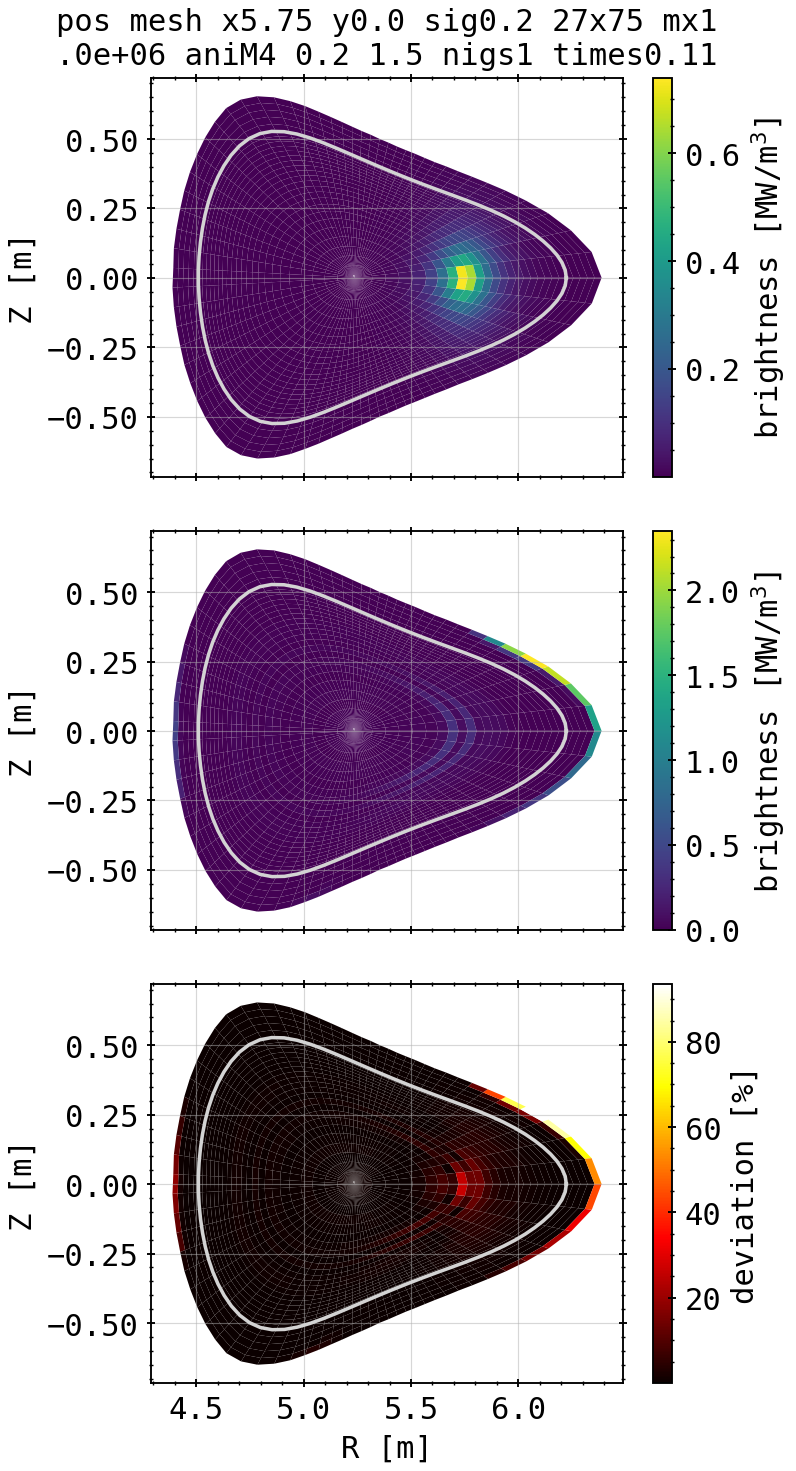 pos mesh x5.75 y0.0 sig0.2 27x75 mx1
.0e+06 aniM4 0.2 1.5 nigs1 times0.11
0.50
0.25
0.00
−0.25
−0.50
Z [m]
0.6
0.4
0.2
brightness [MW/m³]
0.50
0.25
0.00
−0.25
−0.50
Z [m]
2.0
1.5
1.0
0.5
0.0
brightness [MW/m³]
0.50
0.25
0.00
−0.25
−0.50
Z [m]
80
60
40
20
deviation [%]
4.5 5.0 5.5 6.0
R [m]